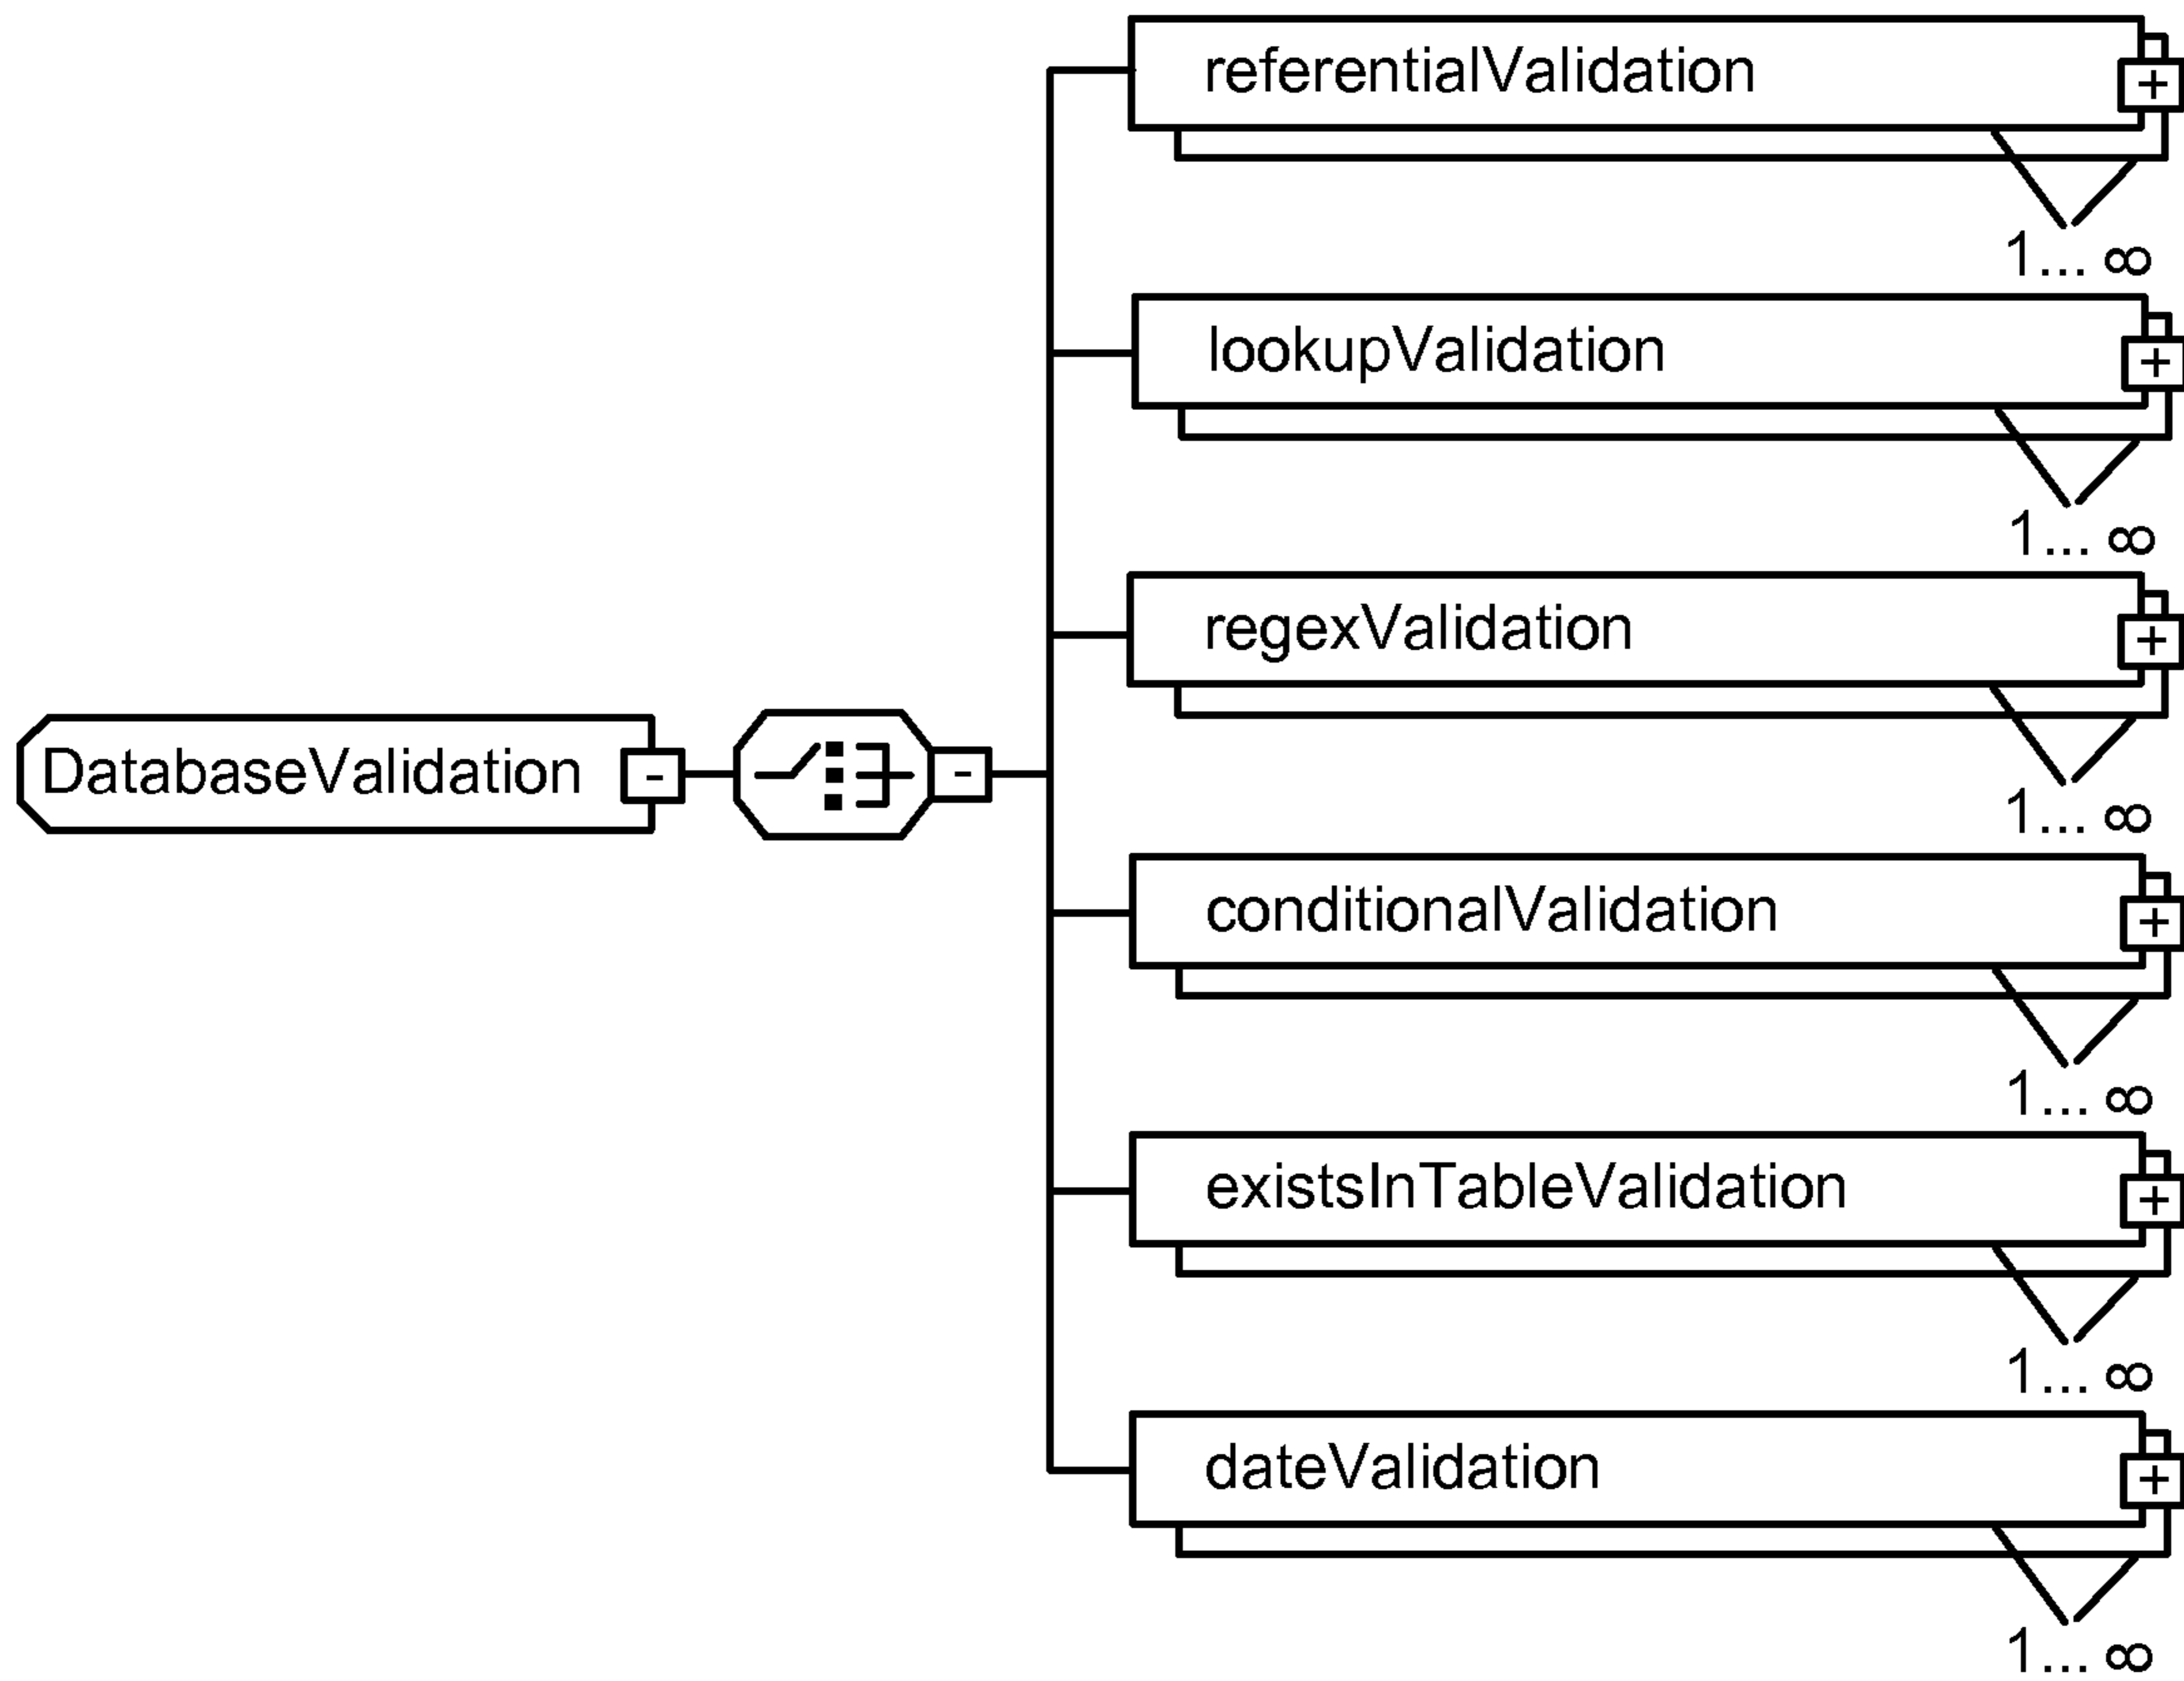 referentialValidation
1... ∞
lookupValidation
1... ∞
regexValidation
1... ∞
DatabaseValidation
conditionalValidation
1... ∞
existsInTableValidation
1... ∞
dateValidation
1... ∞